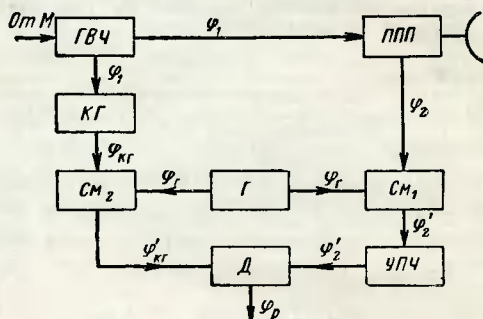 От М
ГВЧ
φ₁
ППП
φ₁
φ₂
КГ
φкг
См₂
φг
Г
φг
См₁
φ'₂
φ'кг
Д
φ'₂
УПЧ
φр